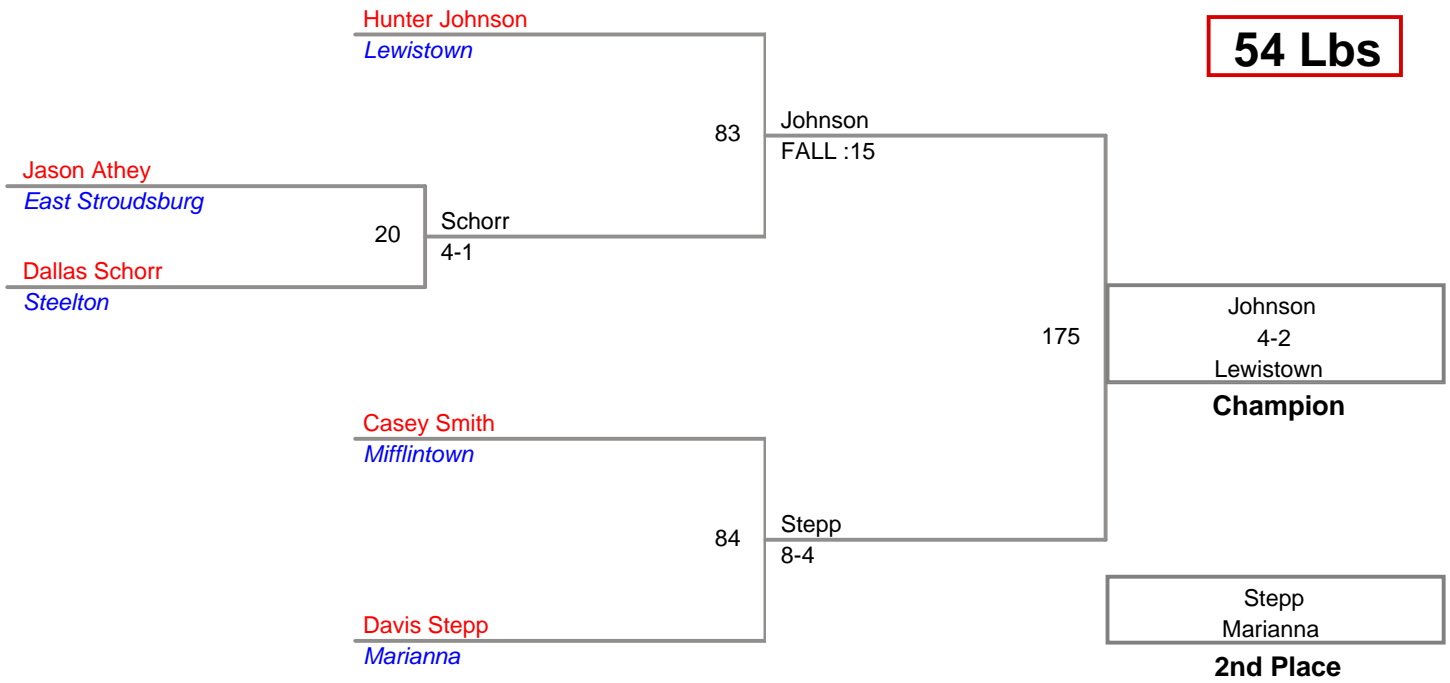 Hunter Johnson
Lewistown
54 Lbs
83
Johnson
FALL :15
Jason Athey
East Stroudsburg
20
Schorr
4-1
Dallas Schorr
Steelton
175
Johnson
4-2
Lewistown
Champion
Casey Smith
Mifflintown
84
Stepp
8-4
Davis Stepp
Marianna
Stepp
Marianna
2nd Place